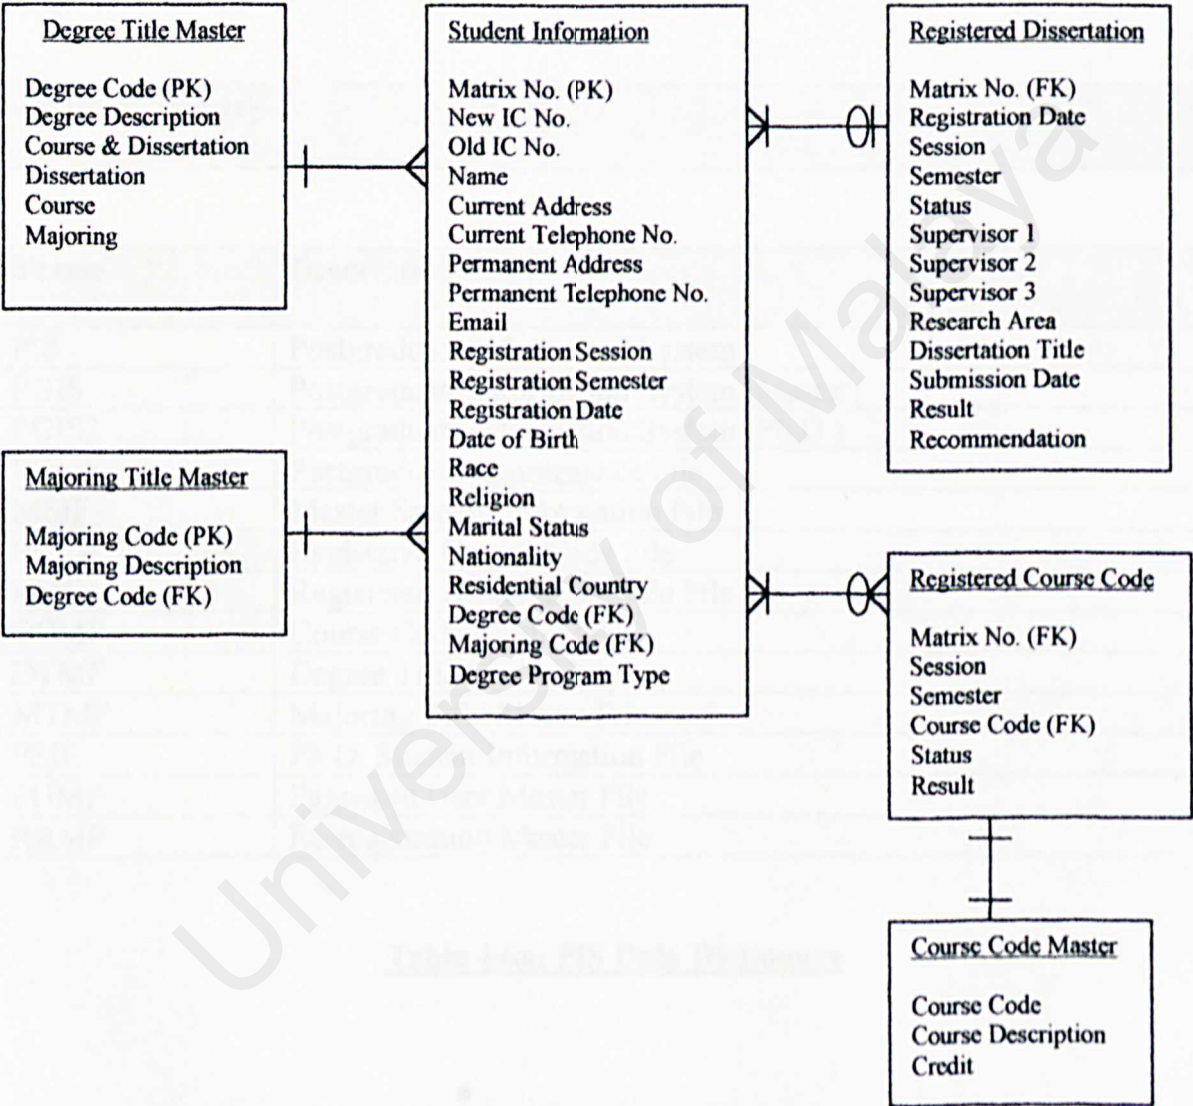 Degree Title Master
Degree Code (PK)
Degree Description
Course & Dissertation
Dissertation
Course
Majoring
Majoring Title Master
Majoring Code (PK)
Majoring Description
Degree Code (FK)
Student Information
Matrix No. (PK)
New IC No.
Old IC No.
Name
Current Address
Current Telephone No.
Permanent Address
Permanent Telephone No.
Email
Registration Session
Registration Semester
Registration Date
Date of Birth
Race
Religion
Marital Status
Nationality
Residential Country
Degree Code (FK)
Majoring Code (FK)
Degree Program Type
Registered Dissertation
Matrix No. (FK)
Registration Date
Session
Semester
Status
Supervisor 1
Supervisor 2
Supervisor 3
Research Area
Dissertation Title
Submission Date
Result
Recommendation
Registered Course Code
Matrix No. (FK)
Session
Semester
Course Code (FK)
Status
Result
Course Code Master
Course Code
Course Description
Credit
University of Malaya